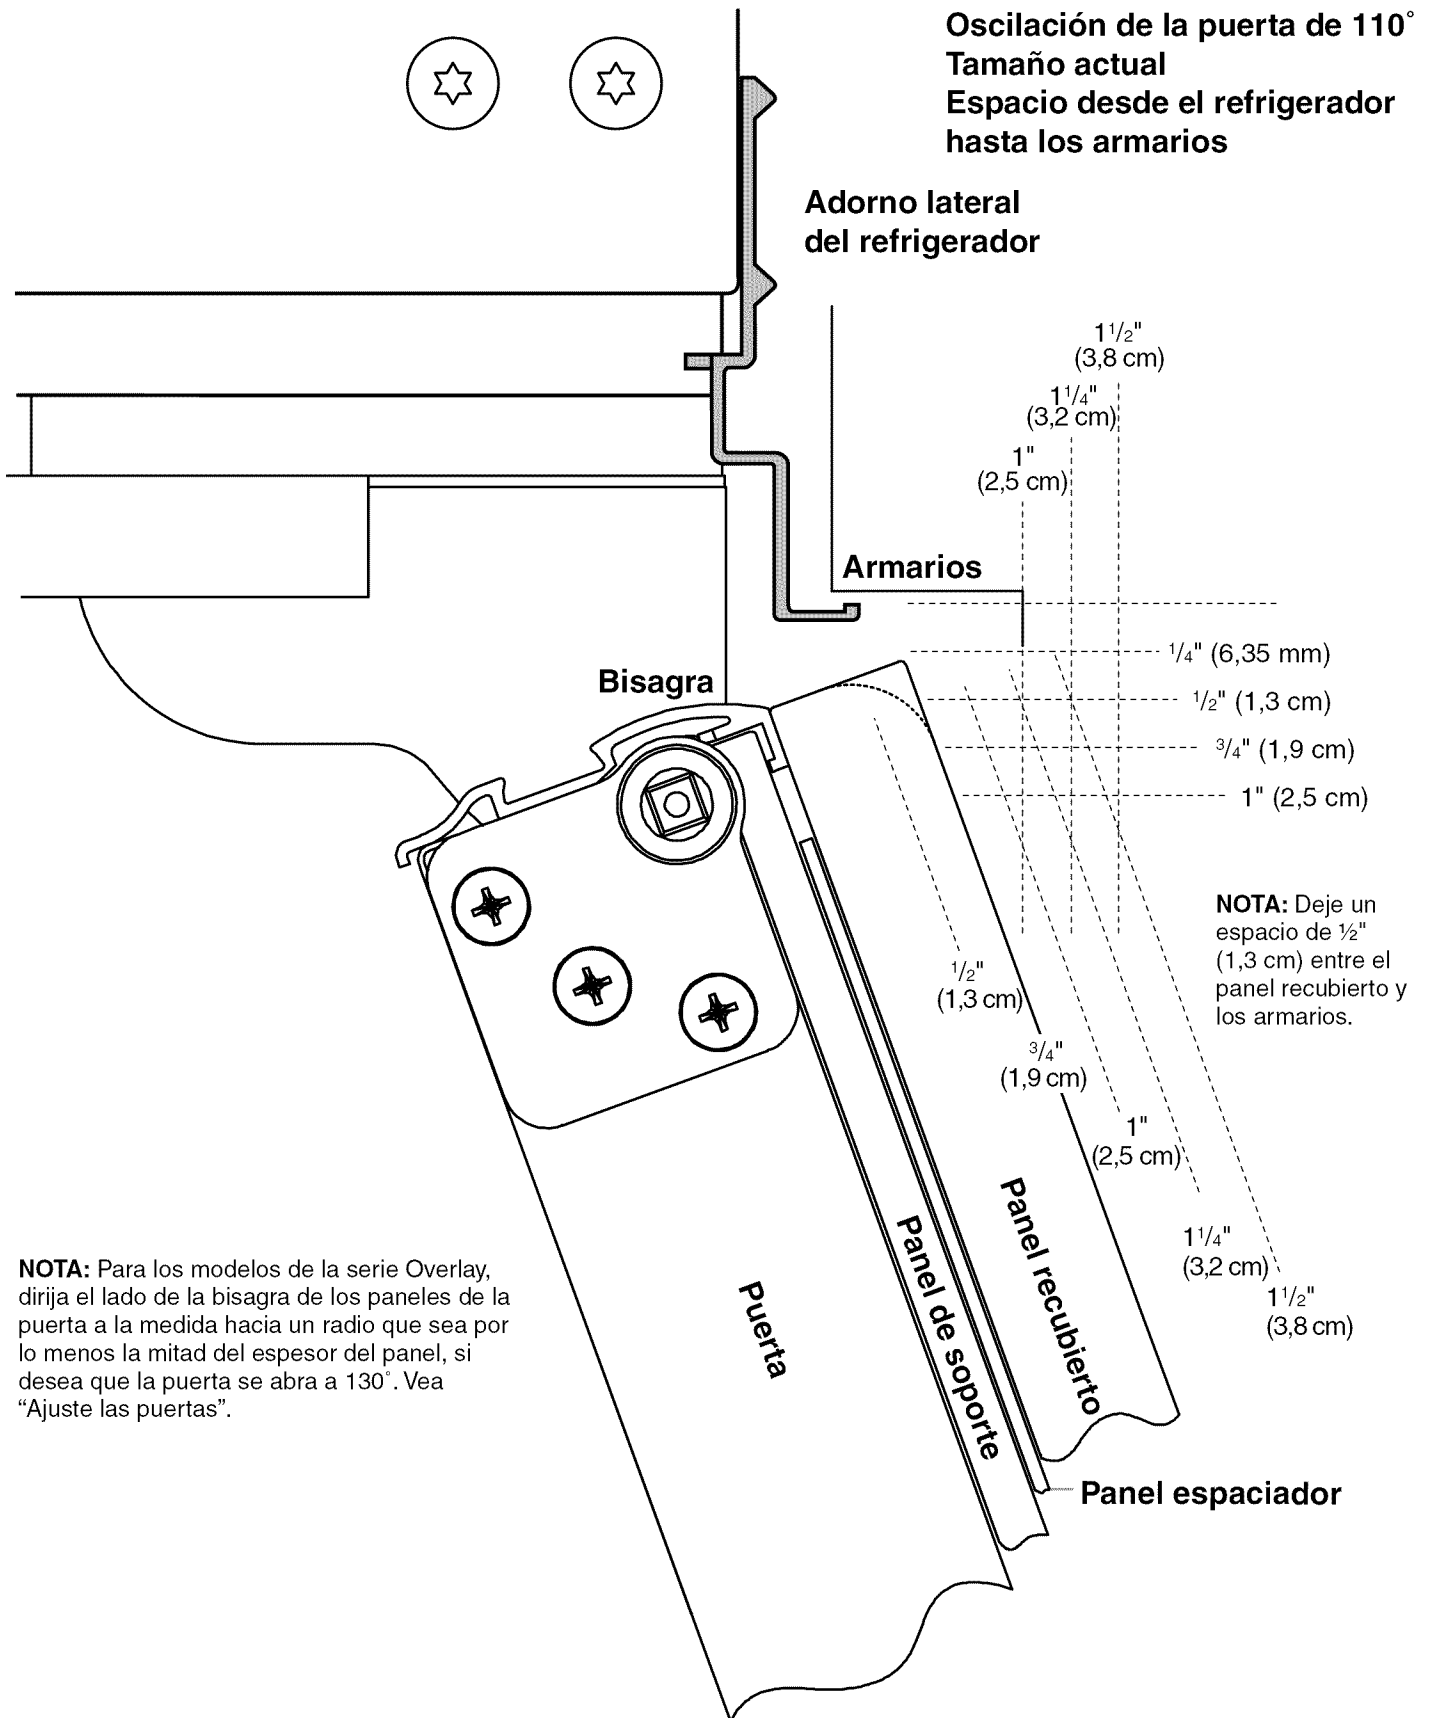 Oscilación de la puerta de 110˚
Tamaño actual
Espacio desde el refrigerador
hasta los armarios
Adorno lateral
del refrigerador
1 1/2"
(3,8 cm)
1 1/4"
(3,2 cm)
1"
(2,5 cm)
Armarios
1/4" (6,35 mm)
Bisagra
1/2" (1,3 cm)
3/4" (1,9 cm)
1" (2,5 cm)
NOTA: Deje un
espacio de ½"
(1,3 cm) entre el
panel recubierto y
los armarios.
1/2"
(1,3 cm)
3/4"
(1,9 cm)
1"
(2,5 cm)
1 1/4"
(3,2 cm)
1 1/2"
(3,8 cm)
Panel recubierto
Panel de soporte
Puerta
NOTA: Para los modelos de la serie Overlay,
dirija el lado de la bisagra de los paneles de la
puerta a la medida hacia un radio que sea por
lo menos la mitad del espesor del panel, si
desea que la puerta se abra a 130˚. Vea
“Ajuste las puertas”.
Panel espaciador